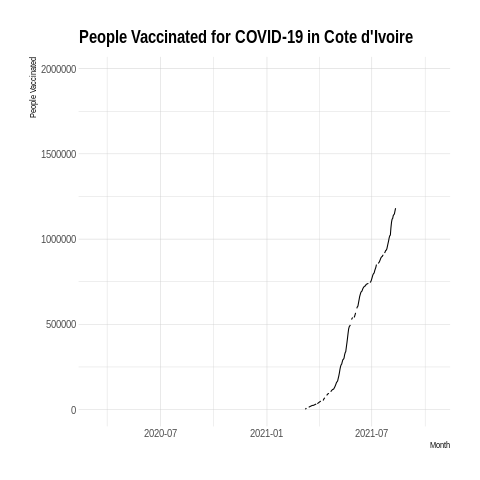 People Vaccinated for COVID-19 in Cote d'Ivoire
People Vaccinated
2000000
1500000
1000000
500000
0
2020-07
2021-01
2021-07
Month